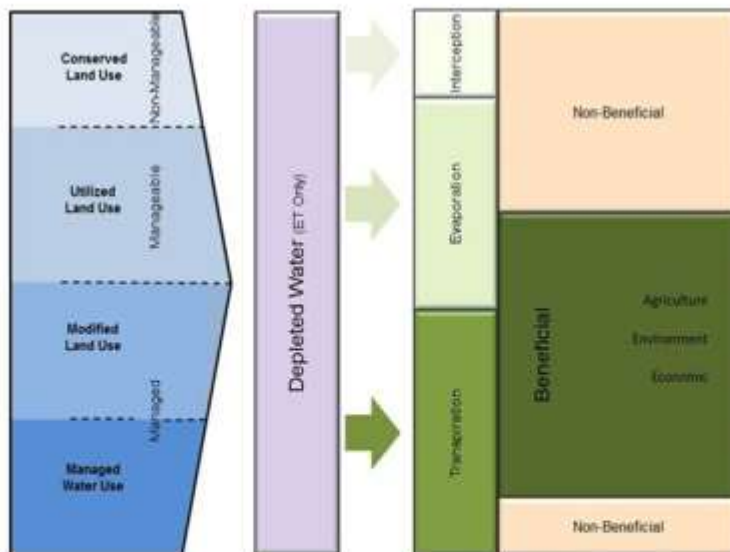 Conserved
Land Use
Non-Manageable
Utilized
Land Use
Manageable
Modified
Land Use
Managed
Managed
Water Use
Depleted Water (ET Only)
Interception
Evaporation
Transpiration
Non-Beneficial
Beneficial
Agriculture
Environment
Economic
Non-Beneficial